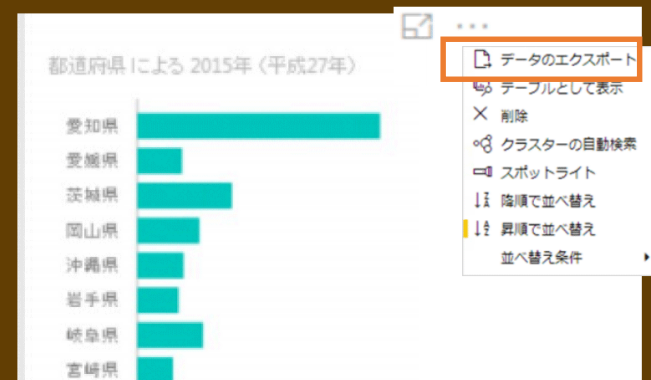 都道府県 による 2015年 (平成27年)
愛知県
愛媛県
茨城県
岡山県
沖縄県
岩手県
岐阜県
宮崎県
データのエクスポート
テーブルとして表示
削除
クラスターの自動検索
スポットライト
降順で並べ替え
昇順で並べ替え
並べ替え条件